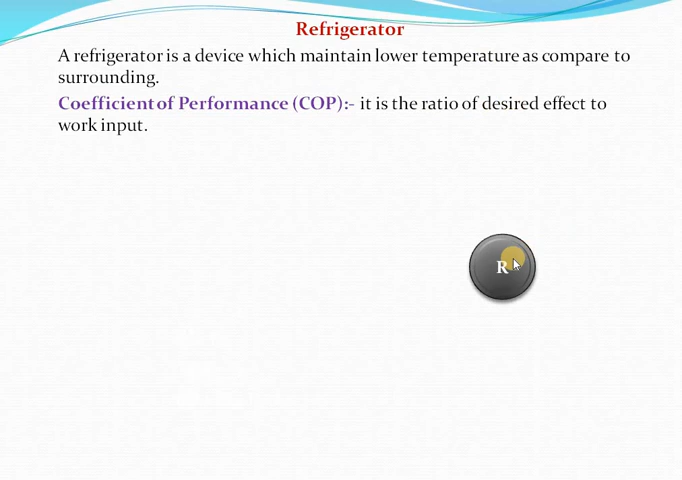 Refrigerator
A refrigerator is a device which maintain lower temperature as compare to
surrounding.
Coefficient of Performance (COP):- it is the ratio of desired effect to
work input.
R